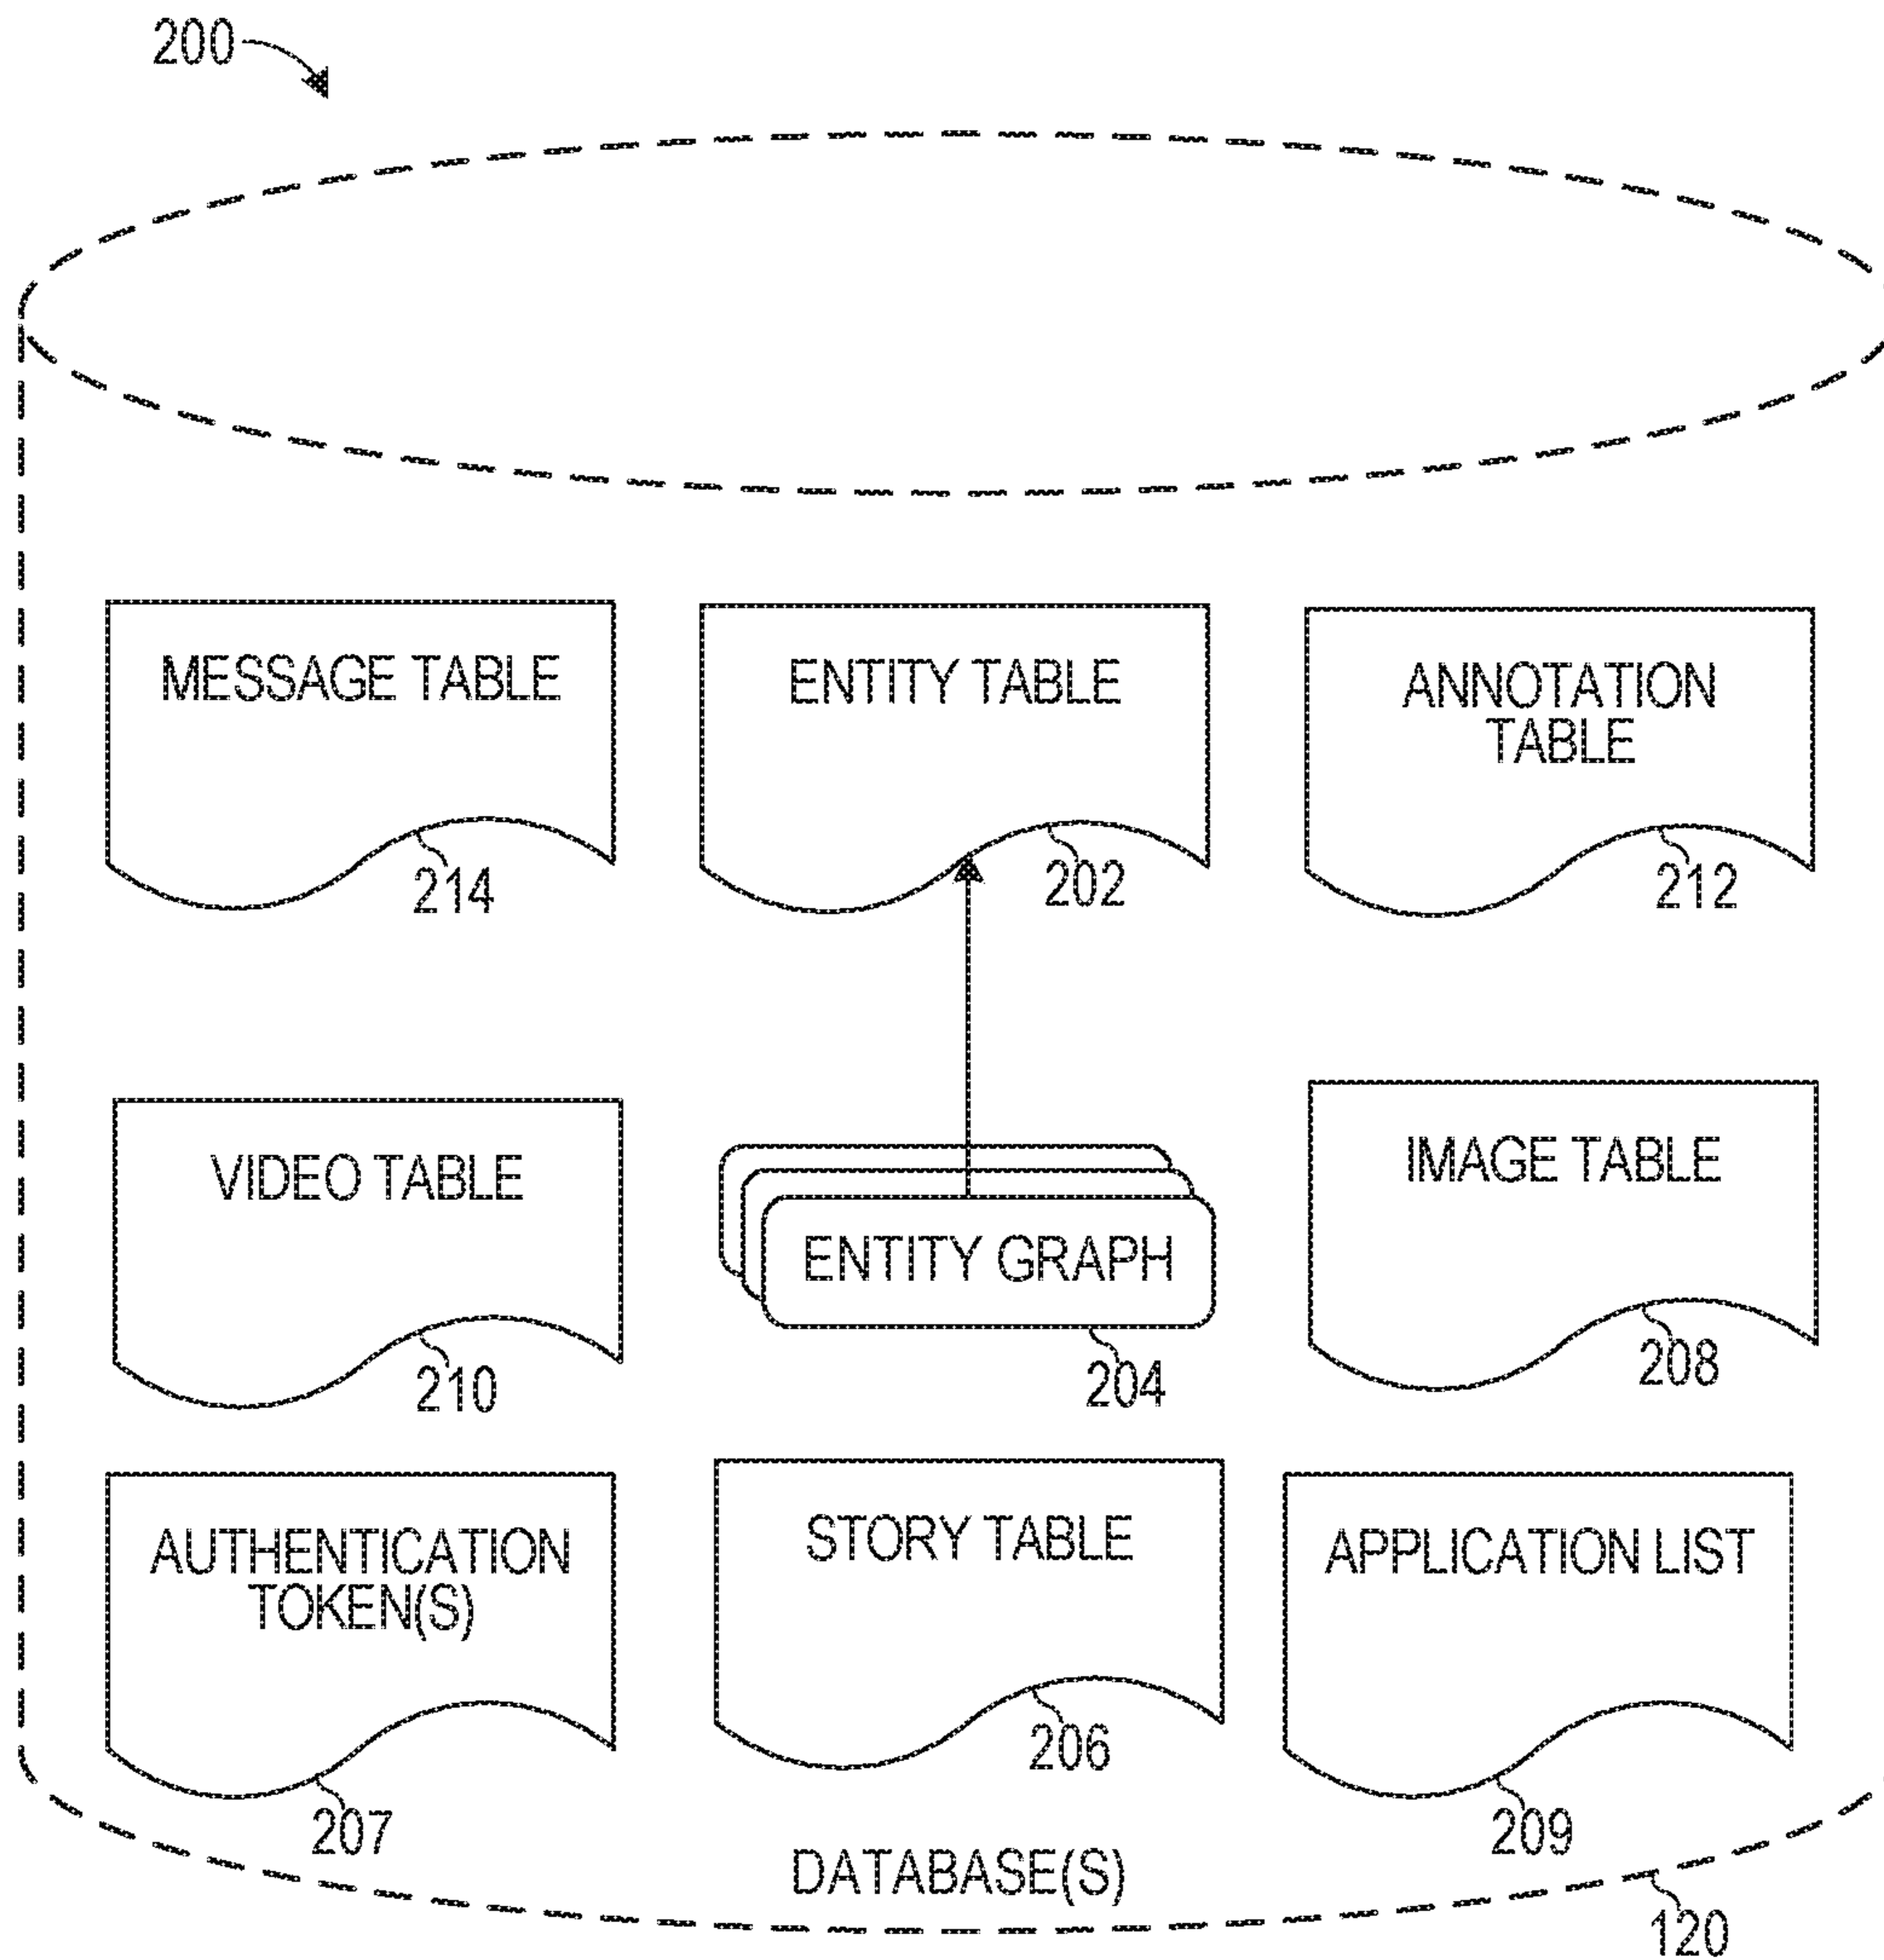 200
MESSAGE TABLE
214
ENTITY TABLE
202
ANNOTATION
TABLE
212
VIDEO TABLE
210
ENTITY GRAPH
204
IMAGE TABLE
208
AUTHENTICATION
TOKEN(S)
207
STORY TABLE
206
APPLICATION LIST
209
DATABASE(S)
120